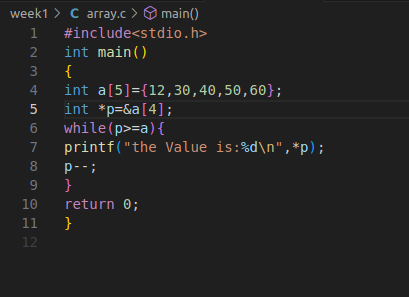 week1 > C array.c > main()
1 #include<stdio.h>
2 int main()
3 {
4 int a[5]={12,30,40,50,60};
5 int *p=&a[4];
6 while(p>=a){
7 printf("the Value is:%d\n",*p);
8 p--;
9 }
10 return 0;
11 }
12